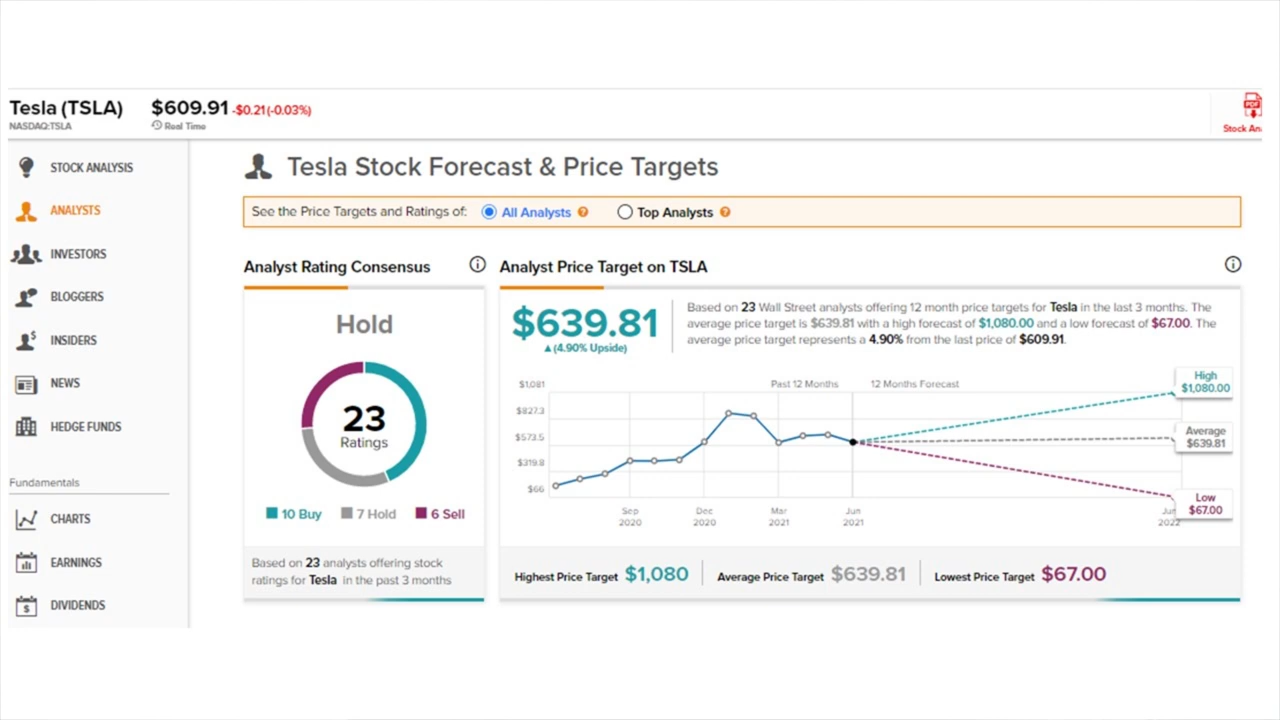 Tesla (TSLA)
NASDAQ:TSLA
$609.91 -$0.21(-0.03%)
Real Time
PDF
Stock An
STOCK ANALYSIS
ANALYSTS
INVESTORS
BLOGGERS
INSIDERS
NEWS
HEDGE FUNDS
Fundamentals
CHARTS
EARNINGS
DIVIDENDS
Tesla Stock Forecast & Price Targets
See the Price Targets and Ratings of: All Analysts ? Top Analysts ?
Analyst Rating Consensus
Hold
23
Ratings
10 Buy 7 Hold 6 Sell
Based on 23 analysts offering stock
ratings for Tesla in the past 3 months
Analyst Price Target on TSLA
$639.81
▲(4.90% Upside)
Based on 23 Wall Street analysts offering 12 month price targets for Tesla in the last 3 months. The
average price target is $639.81 with a high forecast of $1,080.00 and a low forecast of $67.00. The
average price target represents a 4.90% from the last price of $609.91.
Past 12 Months 12 Months Forecast
$1,081
$827.3
$573.5
$319.8
$66
Sep
2020
Dec
2020
Mar
2021
Jun
2021
Jun
2022
High
$1,080.00
Average
$639.81
Low
$67.00
Highest Price Target $1,080 Average Price Target $639.81 Lowest Price Target $67.00